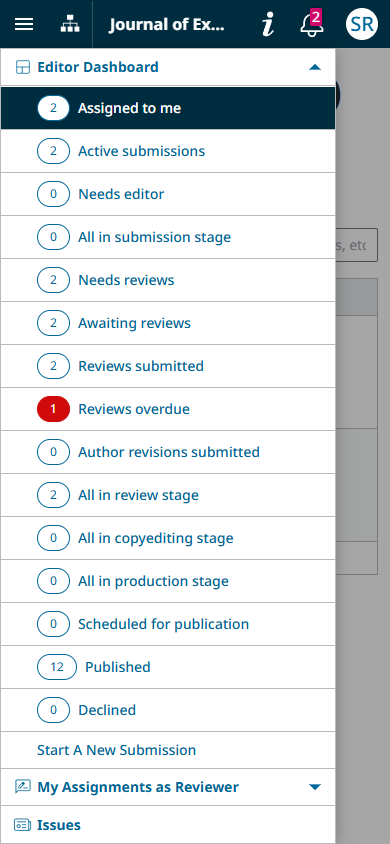 Journal of Ex...
2
SR
Editor Dashboard
2 Assigned to me
2 Active submissions
0 Needs editor
0 All in submission stage
s, etc
2 Needs reviews
2 Awaiting reviews
2 Reviews submitted
1 Reviews overdue
0 Author revisions submitted
2 All in review stage
0 All in copyediting stage
0 All in production stage
0 Scheduled for publication
12 Published
0 Declined
Start A New Submission
My Assignments as Reviewer
Issues